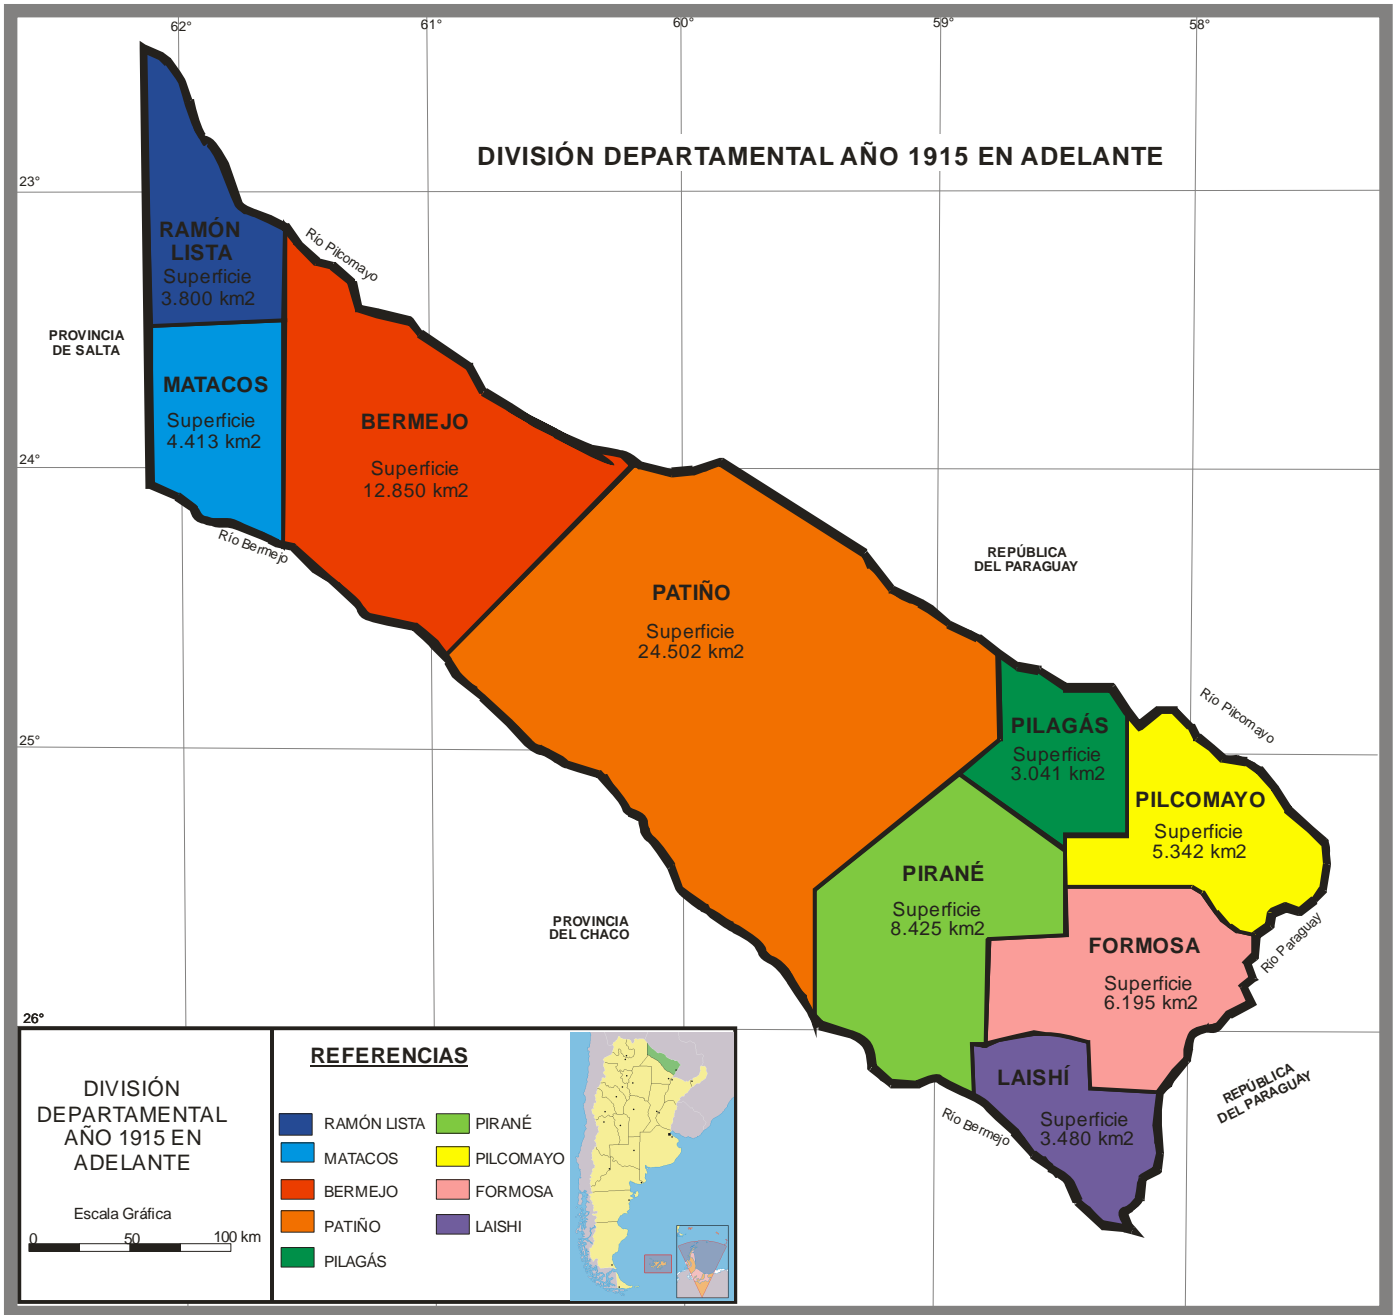 62°
61°
60°
59°
58°
DIVISIÓN DEPARTAMENTAL AÑO 1915 EN ADELANTE
23°
RAMÓN
LISTA
Superficie
3.800 km2
Río Pilcomayo
PROVINCIA
DE SALTA
MATACOS
Superficie
4.413 km2
BERMEJO
Superficie
12.850 km2
24°
Río Bermejo
REPÚBLICA
DEL PARAGUAY
PATIÑO
Superficie
24.502 km2
Río Pilcomayo
PILAGÁS
Superficie
3.041 km2
25°
PILCOMAYO
Superficie
5.342 km2
PIRANÉ
Superficie
8.425 km2
PROVINCIA
DEL CHACO
FORMOSA
Superficie
6.195 km2
Río Paraguay
26°
LAISHÍ
Superficie
3.480 km2
Río Bermejo
REPÚBLICA
DEL PARAGUAY
DIVISIÓN
DEPARTAMENTAL
AÑO 1915 EN
ADELANTE
Escala Gráfica
0 50 100 km
REFERENCIAS
RAMÓN LISTA
MATACOS
BERMEJO
PATIÑO
PILAGÁS
PIRANÉ
PILCOMAYO
FORMOSA
LAISHI